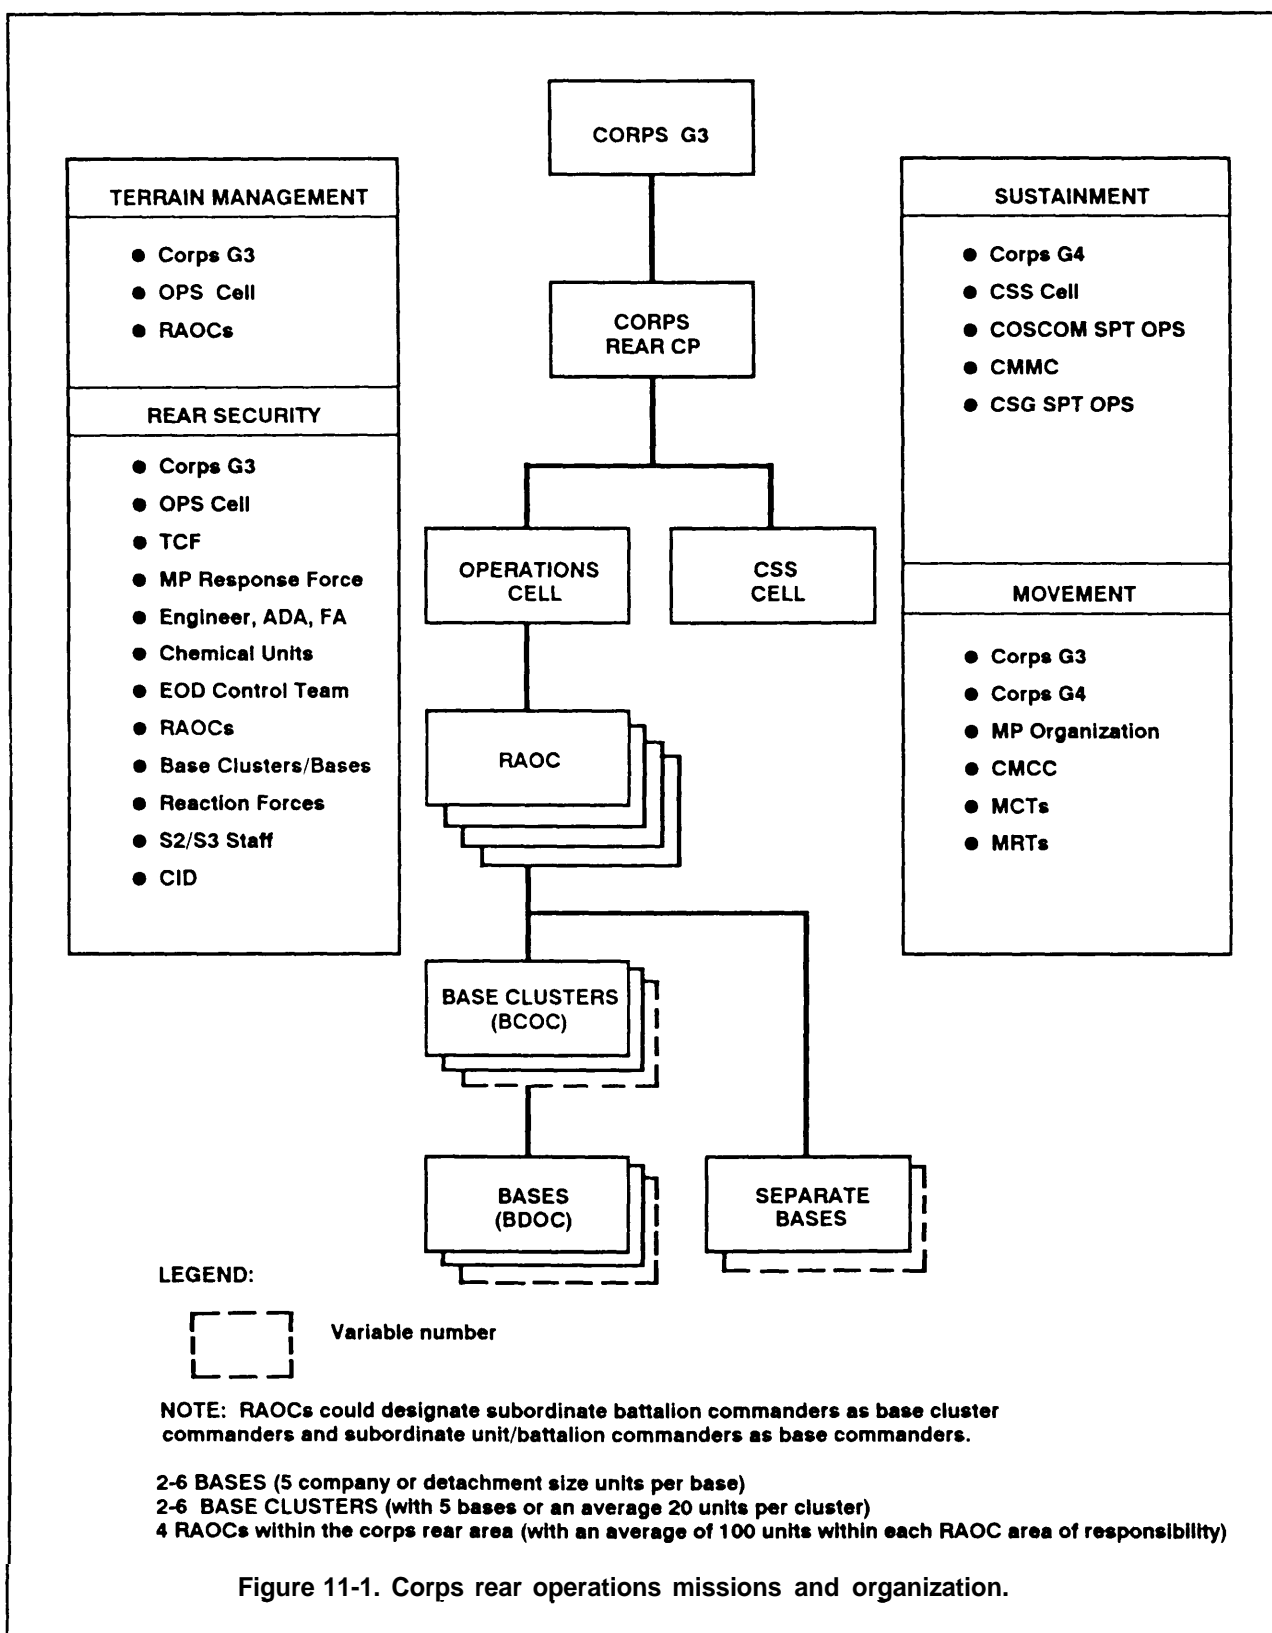 CORPS G3
CORPS
REAR CP
OPERATIONS
CELL
CSS
CELL
RAOC
BASE CLUSTERS
(BCOC)
BASES
(BDOC)
SEPARATE
BASES
TERRAIN MANAGEMENT
● Corps G3
● OPS Cell
● RAOCs
REAR SECURITY
● Corps G3
● OPS Cell
● TCF
● MP Response Force
● Engineer, ADA, FA
● Chemical Units
● EOD Control Team
● RAOCs
● Base Clusters/Bases
● Reaction Forces
● S2/S3 Staff
● CID
SUSTAINMENT
● Corps G4
● CSS Cell
● COSCOM SPT OPS
● CMMC
● CSG SPT OPS
MOVEMENT
● Corps G3
● Corps G4
● MP Organization
● CMCC
● MCTs
● MRTs
LEGEND:
Variable number
NOTE: RAOCs could designate subordinate battalion commanders as base cluster
commanders and subordinate unit/battalion commanders as base commanders.
2-6 BASES (5 company or detachment size units per base)
2-6 BASE CLUSTERS (with 5 bases or an average 20 units per cluster)
4 RAOCs within the corps rear area (with an average of 100 units within each RAOC area of responsibility)
Figure 11-1. Corps rear operations missions and organization.